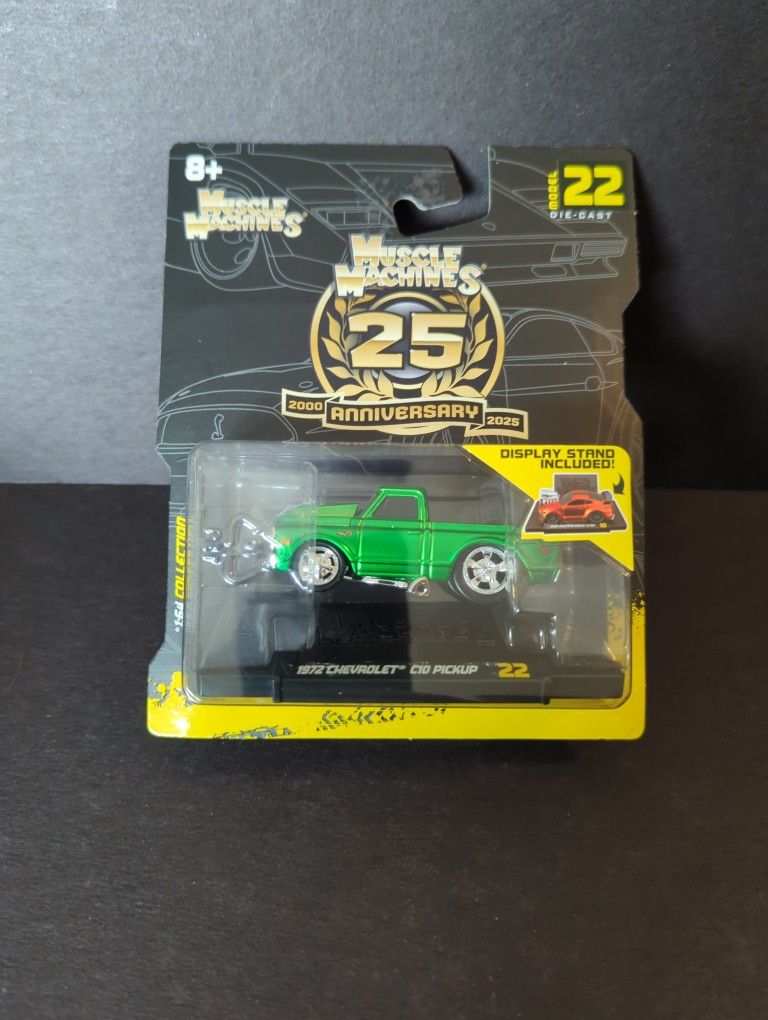 8+
MUSCLE
MACHINES
MODEL
22
DIE-CAST
MUSCLE
MACHINES
25
2000 ANNIVERSARY 2025
DISPLAY STAND
INCLUDED!
*1:64 COLLECTION
1972 CHEVROLET® C10 PICKUP 22